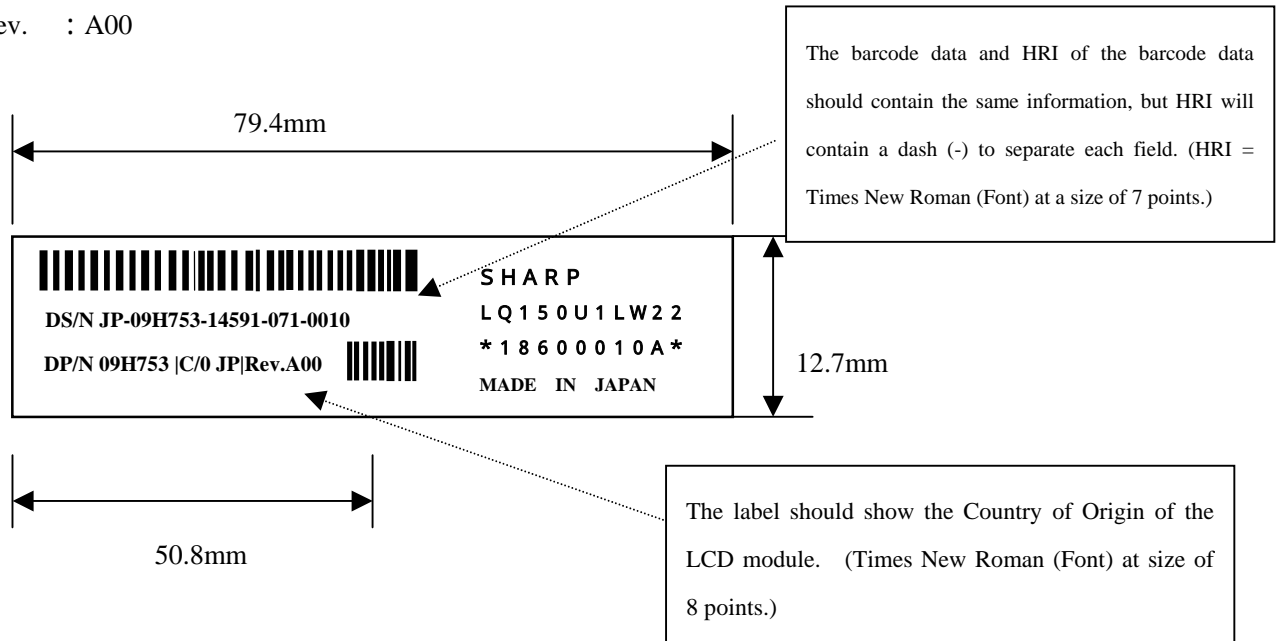 ev. : A00
The barcode data and HRI of the barcode data
should contain the same information, but HRI will
contain a dash (-) to separate each field. (HRI =
Times New Roman (Font) at a size of 7 points.)
79.4mm
DS/N JP-09H753-14591-071-0010
DP/N 09H753 |C/0 JP|Rev.A00
SHARP
LQ150U1LW22
*18600010A*
MADE IN JAPAN
12.7mm
50.8mm
The label should show the Country of Origin of the
LCD module. (Times New Roman (Font) at size of
8 points.)